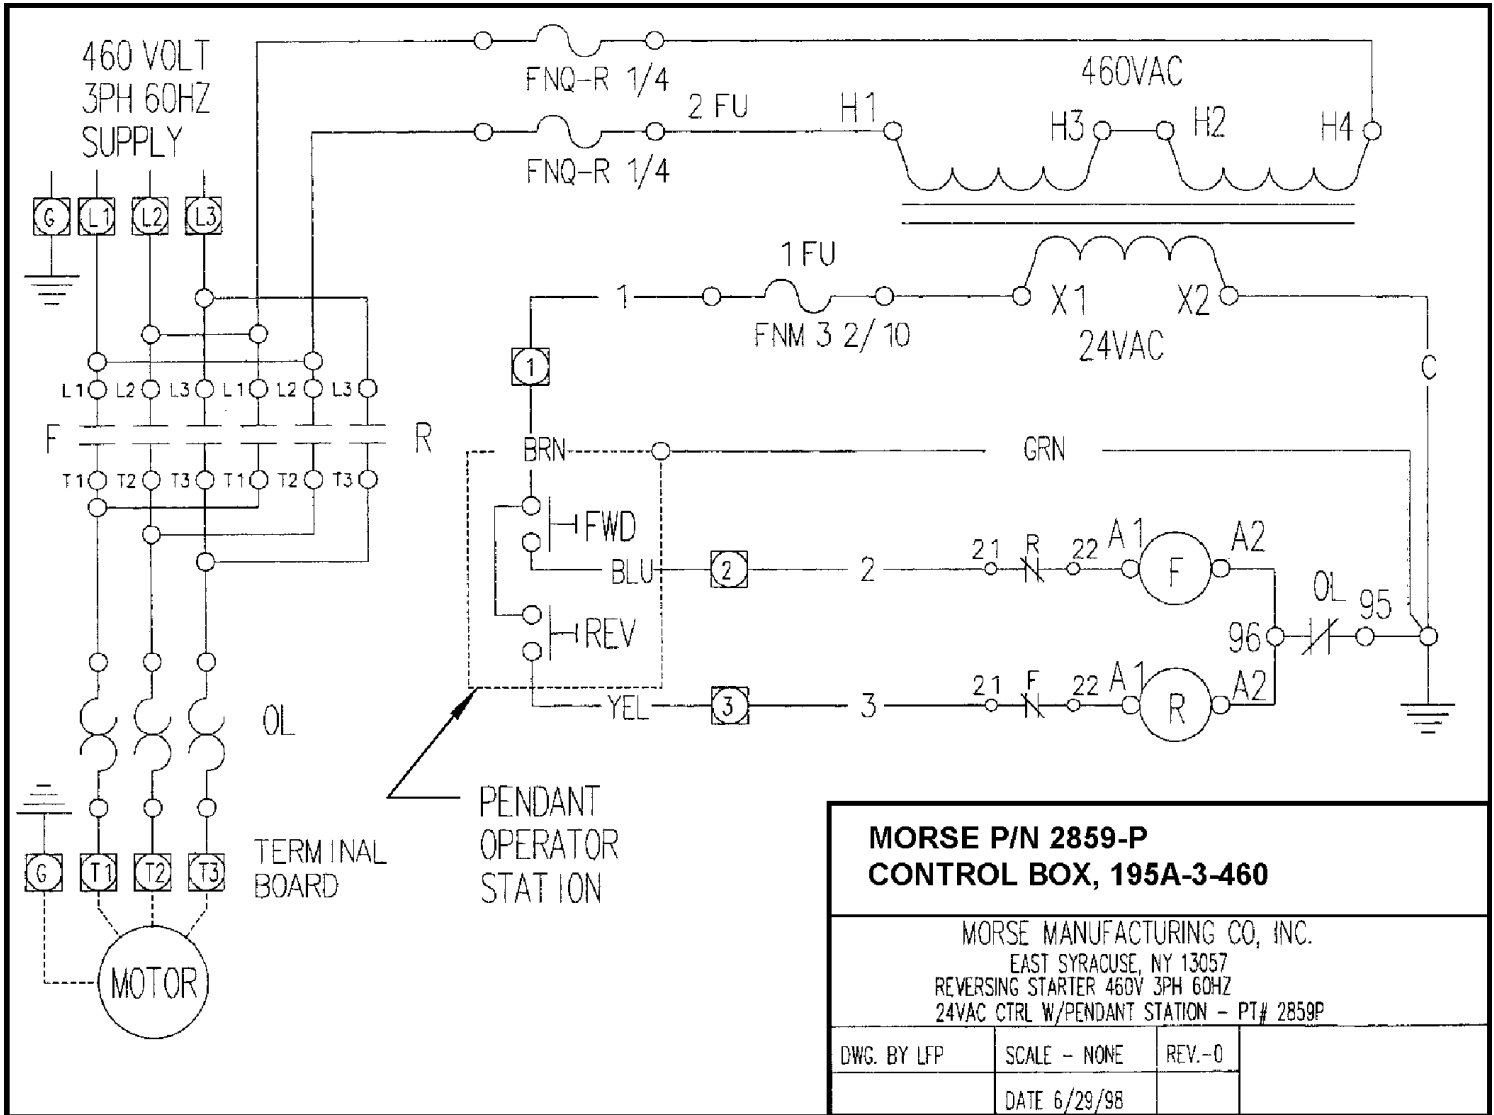 460 VOLT
3PH 60HZ
SUPPLY
FNQ-R 1/4
2 FU
FNQ-R 1/4
460VAC
H1
H3
H2
H4
G
L1
L2
L3
1 FU
FNM 3 2/10
1
X1
X2
24VAC
C
1
L1
L2
L3
L1
L2
L3
F
R
T1
T2
T3
T1
T2
T3
BRN
GRN
FWD
BLU
2
2
21
R
22
A1
F
A2
OL
95
96
REV
YEL
3
3
21
F
22
A1
R
A2
OL
PENDANT
OPERATOR
STATION
G
T1
T2
T3
TERMINAL
BOARD
MOTOR
MORSE P/N 2859-P
CONTROL BOX, 195A-3-460
MORSE MANUFACTURING CO, INC.
EAST SYRACUSE, NY 13057
REVERSING STARTER 460V 3PH 60HZ
24VAC CTRL W/PENDANT STATION - PT# 2859P
DWG. BY LFP
SCALE - NONE
REV.-0
DATE 6/29/98